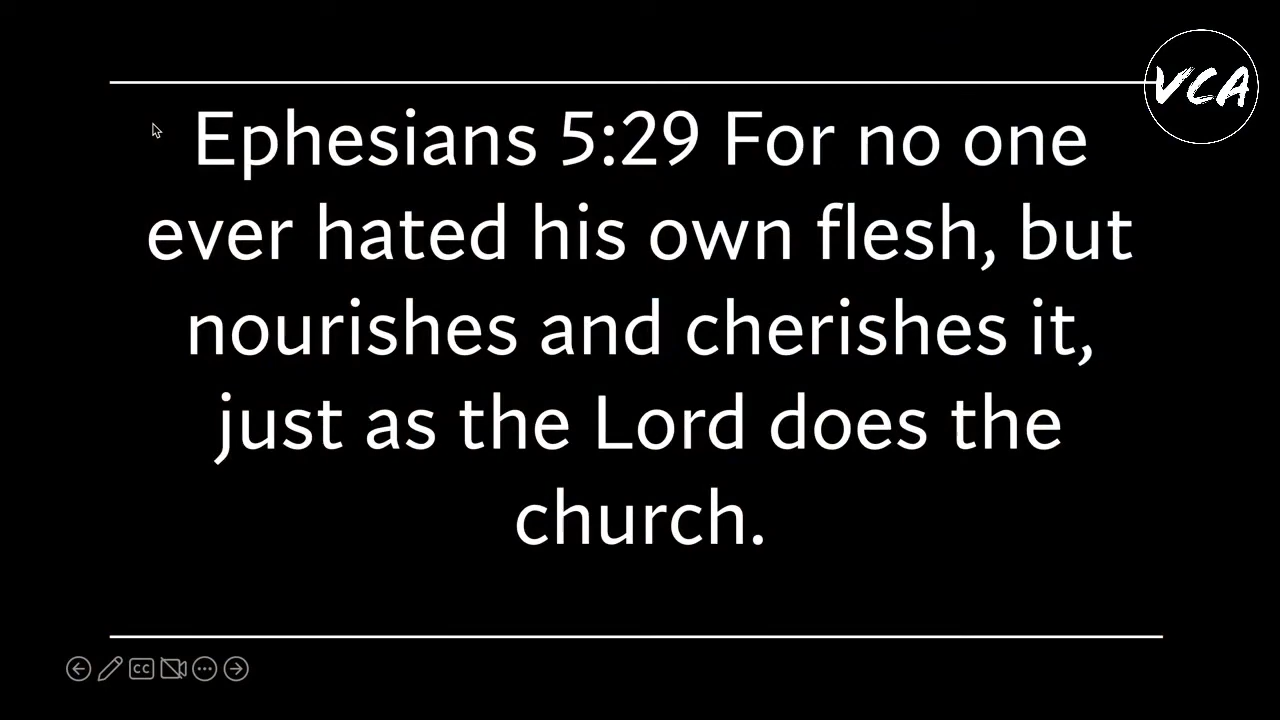 VCA
Ephesians 5:29 For no one
ever hated his own flesh, but
nourishes and cherishes it,
just as the Lord does the
church.
CC